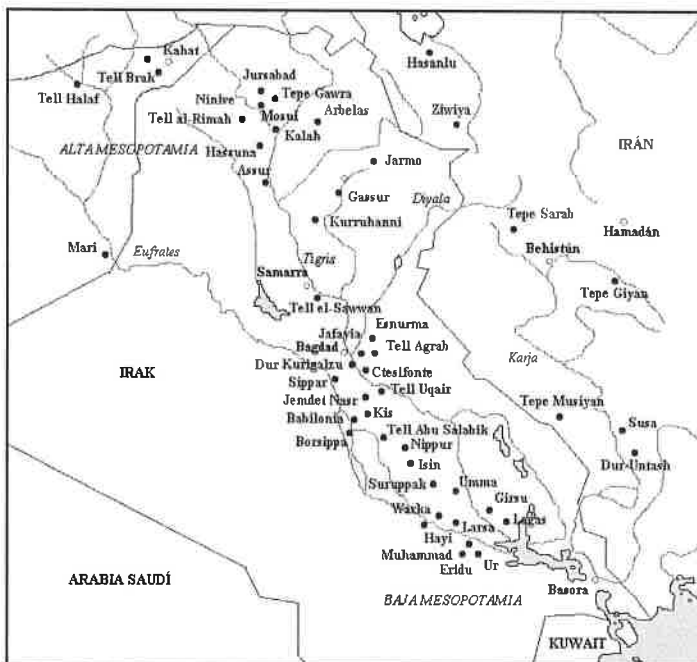 Kahat
Hasanlu
Tell Brak
Jursabad
Tell Halaf
Tepe-Gawra
Ninive
Arbelas
Ziwiya
Mosul
Tell al-Rimah
Kalah
IRÁN
ALTA MESOPOTAMIA
Hassuna
Jarmo
Assur
Gassur
Diyala
Tepe Sarab
Kurruhanni
Hamadán
Mari
Eufrates
Behistún
Tigris
Samarra
Tepe Giyan
Tell el-Sawwan
Esnurma
Jafayia
Bagdad
Tell Agrab
Karja
IRAK
Dur Kurigalzu
Ctesifonte
Sippar
Tell Uqair
Jemdet Nasr
Tepe Musiyan
Babilonia
Kis
Susa
Borsippa
Tell Abu Salabik
Nippur
Dur-Untash
Isin
Suruppak
Umma
Girsu
Warka
Larsa
Lagas
Hayi
Muhammad
Eridu
Ur
ARABIA SAUDÍ
Basora
BAJA MESOPOTAMIA
KUWAIT